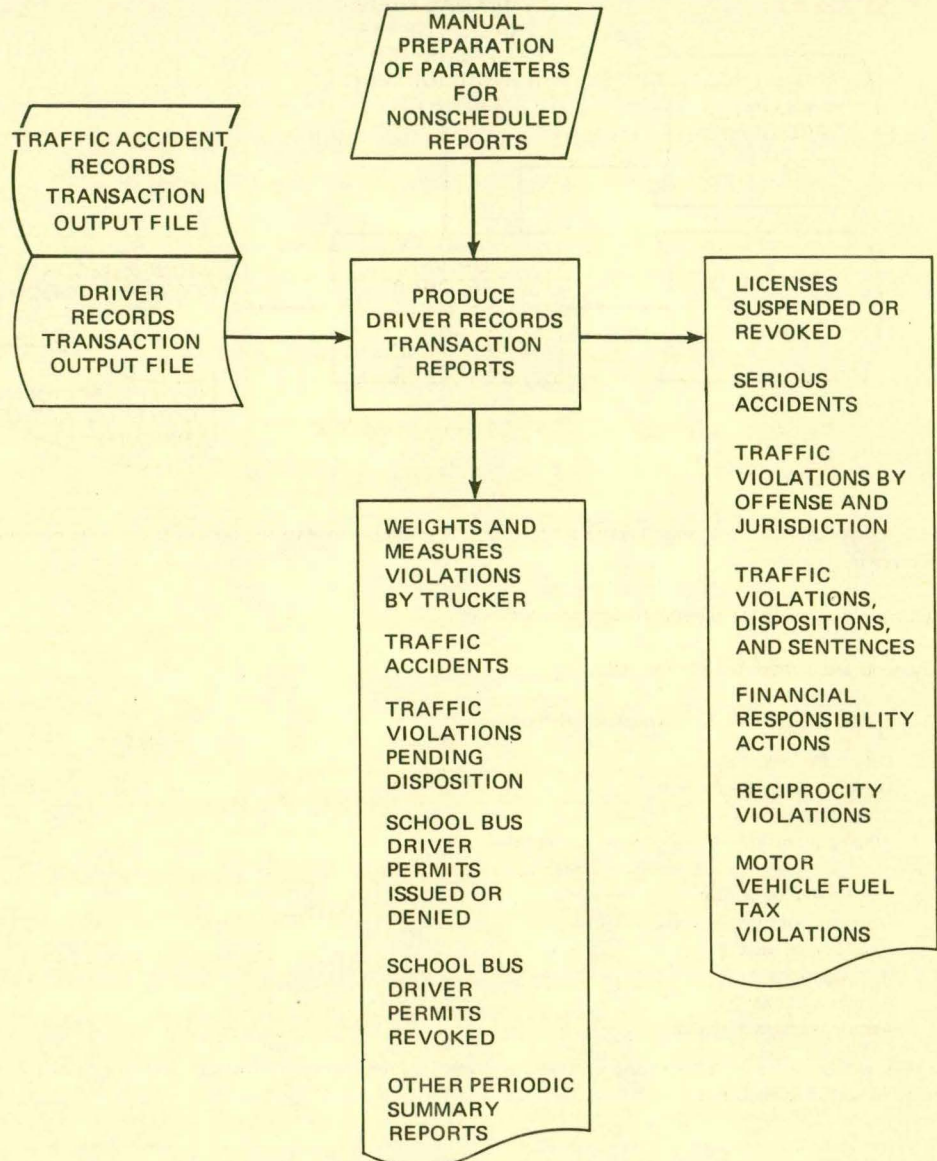 MANUAL
PREPARATION
OF PARAMETERS
FOR
NONSCHEDULED
REPORTS
TRAFFIC ACCIDENT
RECORDS
TRANSACTION
OUTPUT FILE
DRIVER
RECORDS
TRANSACTION
OUTPUT FILE
PRODUCE
DRIVER RECORDS
TRANSACTION
REPORTS
LICENSES
SUSPENDED OR
REVOKED
SERIOUS
ACCIDENTS
TRAFFIC
VIOLATIONS BY
OFFENSE AND
JURISDICTION
TRAFFIC
VIOLATIONS,
DISPOSITIONS,
AND SENTENCES
FINANCIAL
RESPONSIBILITY
ACTIONS
RECIPROCITY
VIOLATIONS
MOTOR
VEHICLE FUEL
TAX
VIOLATIONS
WEIGHTS AND
MEASURES
VIOLATIONS
BY TRUCKER
TRAFFIC
ACCIDENTS
TRAFFIC
VIOLATIONS
PENDING
DISPOSITION
SCHOOL BUS
DRIVER
PERMITS
ISSUED OR
DENIED
SCHOOL BUS
DRIVER
PERMITS
REVOKED
OTHER PERIODIC
SUMMARY
REPORTS